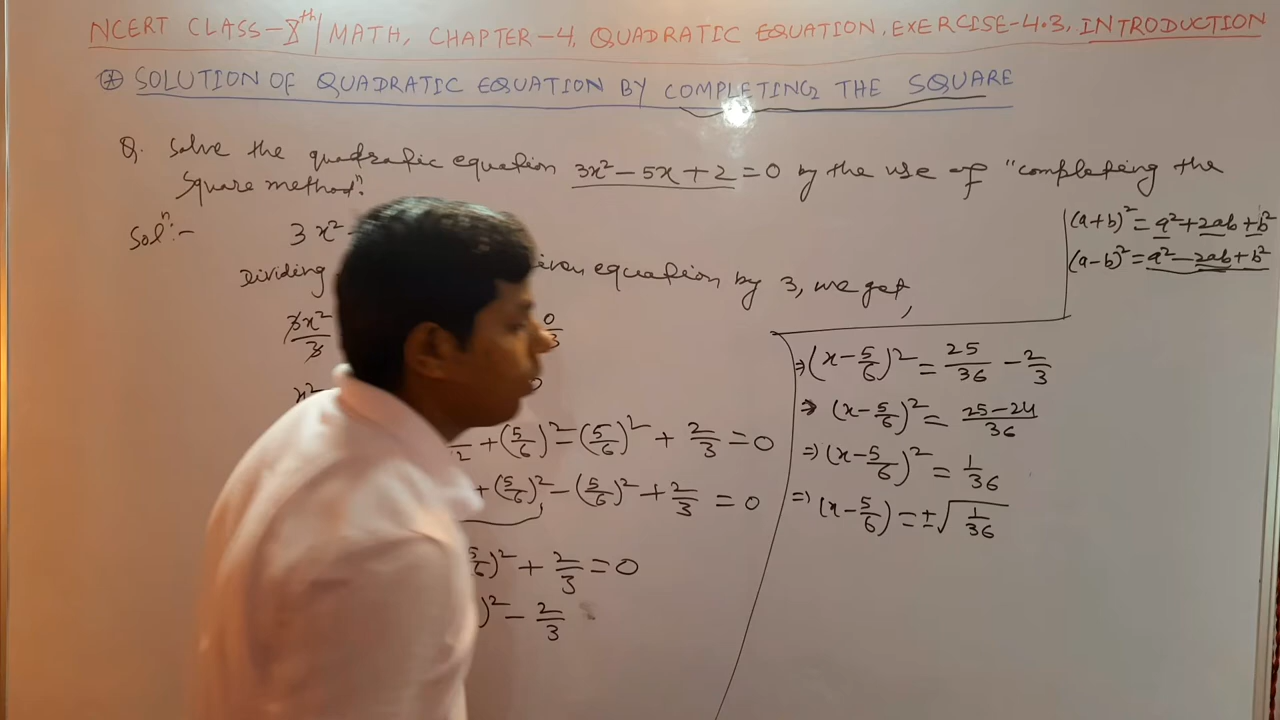 NCERT CLASS-Xth/MATH, CHAPTER-4, QUADRATIC EQUATION, EXERCISE-4.3, INTRODUCTION
⊛ SOLUTION OF QUADRATIC EQUATION BY COMPLETING THE SQUARE
Q. Solve the quadratic equation 3x² - 5x + 2 = 0 by the use of "completing the
Square method".
Solⁿ:- 3x² -
Dividing given equation by 3, we get,
3x²/3 0/3
x² 0
/12 + (5/6)² = (5/6)² + 2/3 = 0
+ (5/6)² - (5/6)² + 2/3 = 0
5/6)² + 2/3 = 0
)² - 2/3
(a+b)² = a² + 2ab + b²
(a-b)² = a² - 2ab + b²
⇒ (x - 5/6)² = 25/36 - 2/3
⇒ (x - 5/6)² = 25-24/36
⇒ (x - 5/6)² = 1/36
⇒ (x - 5/6) = ±√1/36